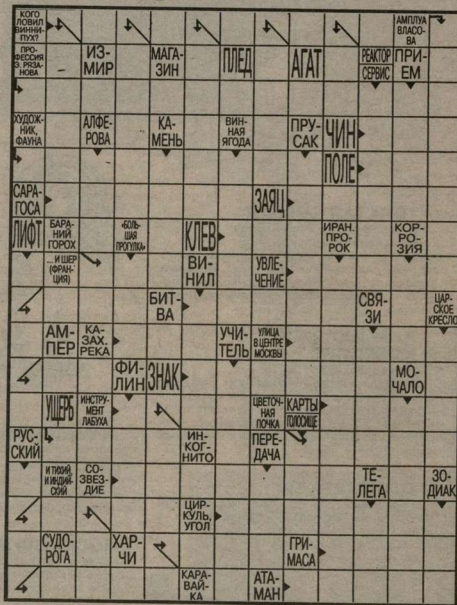 КОГО
ЛОВИЛ
ВИННИ-
ПУХ?
АМПЛУА
ВЛАСО-
ВА
ПРО-
ФЕССИЯ
Э. РЯЗА-
НОВА
ИЗ-
МИР
МАГА-
ЗИН
ПЛЕД
АГАТ
РЕАКТОР
СЕРВИС
ПРИ-
ЕМ
ХУДОЖ-
НИК,
ФАУНА
АЛФЕ-
РОВА
КА-
МЕНЬ
ВИН-
НАЯ
ЯГОДА
ПРУ-
САК
ЧИН
ПОЛЕ
САРА-
ГОСА
ЗАЯЦ
ЛИФТ
БАРА-
НИЙ
ГОРОХ
«БОЛЬ-
ШАЯ
ПРОГУЛКА»
КЛЕВ
ИРАН.
ПРО-
РОК
КОР-
РО-
ЗИЯ
... И ШЕР
(ФРАН-
ЦИЯ)
ВИ-
НИЛ
УВЛЕ-
ЧЕНИЕ
БИТ-
ВА
СВЯ-
ЗИ
ЦАР-
СКОЕ
КРЕСЛО
АМ-
ПЕР
КА-
ЗАХ.
РЕКА
УЧИ-
ТЕЛЬ
УЛИЦА
В ЦЕНТРЕ
МОСКВЫ
ФИ-
ЛИН
ЗНАК
МО-
ЧАЛО
УЩЕРБ
ИНСТРУ-
МЕНТ
ЛАБУХА
ЦВЕТОЧ-
НАЯ
ПОЧКА
КАРТЫ
ГОЛОСИЩЕ
РУС-
СКИЙ
ИН-
КОГ-
НИТО
ПЕРЕ-
ДАЧА
И ТИХИЙ,
И ИНДИЙ-
СКИЙ
СО-
ЗВЕЗ-
ДИЕ
ТЕ-
ЛЕГА
ЗО-
ДИАК
ЦИР-
КУЛЬ,
УГОЛ
СУДО-
РОГА
ХАР-
ЧИ
ГРИ-
МАСА
КАРА-
ВАЙ-
КА
АТА-
МАН